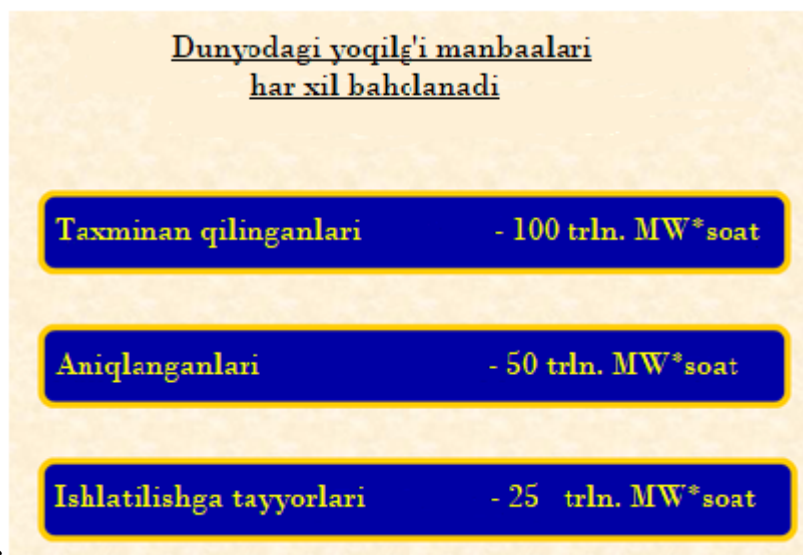 Dunyodagi yoqilg'i manbaalari
har xil baholanadi
Taxminan qilinganlari - 100 trln. MW*soat
Aniqlanganlari - 50 trln. MW*soat
Ishlatilishga tayyorlari - 25 trln. MW*soat